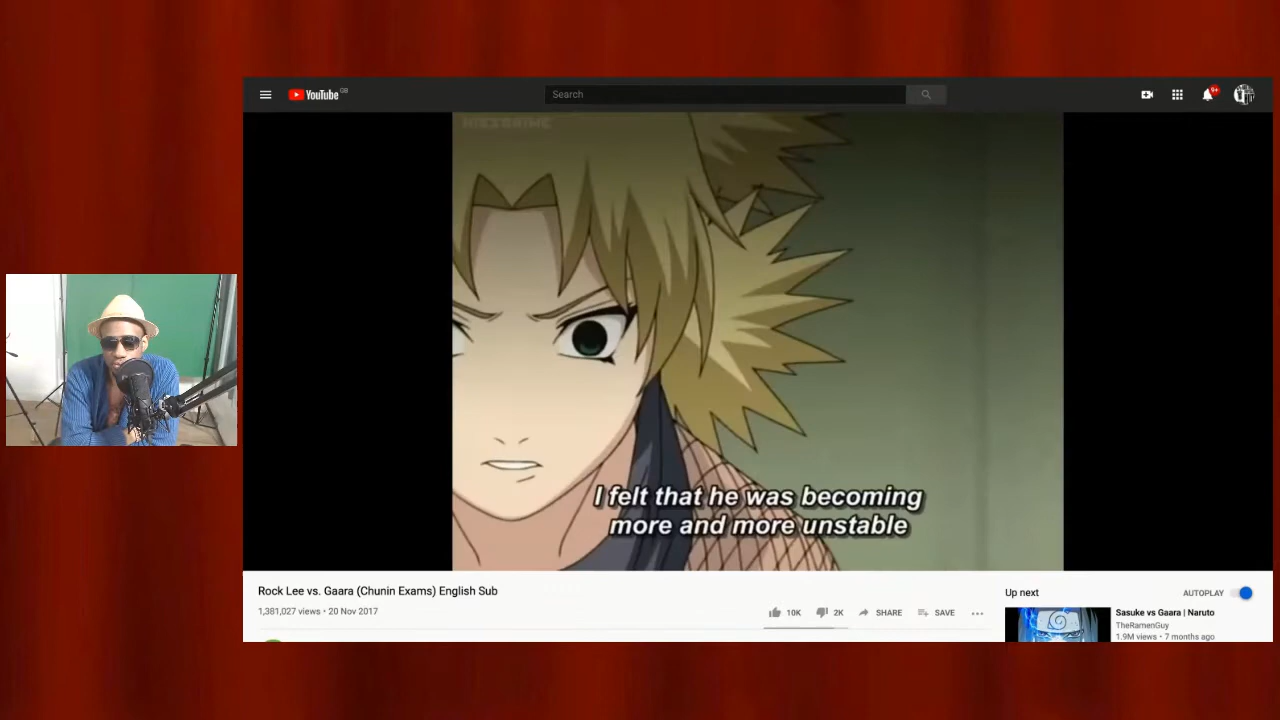 YouTube GB
Search
9+
I felt that he was becoming
more and more unstable
Rock Lee vs. Gaara (Chunin Exams) English Sub
1,381,027 views • 20 Nov 2017
10K
2K
SHARE
SAVE
Up next
AUTOPLAY
Sasuke vs Gaara | Naruto
TheRamenGuy
1.9M views • 7 months ago